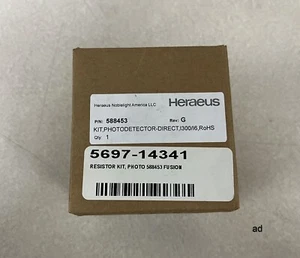 Heraeus Noblelight America LLC
Heraeus
P/N: 588453 Rev: G
KIT,PHOTODETECTOR-DIRECT,I300/I6,RoHS
Qty. 1
5697-14341
RESISTOR KIT, PHOTO 588453 FUSION
ad